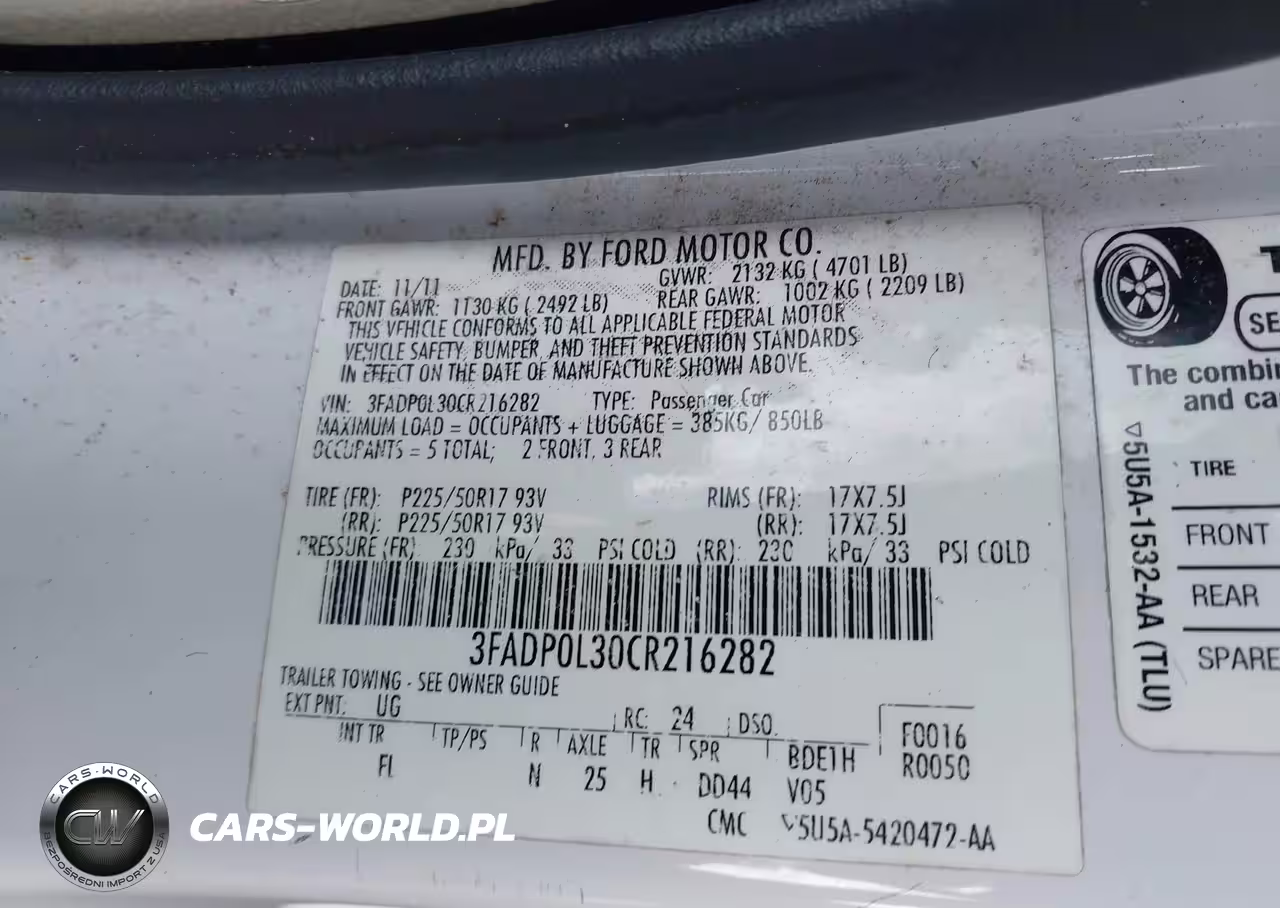 MFD. BY FORD MOTOR CO.
DATE: 11/11 GVWR: 2132 KG ( 4701 LB)
FRONT GAWR: 1130 KG ( 2492 LB) REAR GAWR: 1002 KG ( 2209 LB)
THIS VEHICLE CONFORMS TO ALL APPLICABLE FEDERAL MOTOR
VEHICLE SAFETY, BUMPER, AND THEFT PREVENTION STANDARDS
IN EFFECT ON THE DATE OF MANUFACTURE SHOWN ABOVE.
VIN: 3FADP0L30CR216282 TYPE: Passenger Car
MAXIMUM LOAD = OCCUPANTS + LUGGAGE = 385KG/ 850LB
OCCUPANTS = 5 TOTAL; 2 FRONT, 3 REAR
TIRE (FR): P225/50R17 93V RIMS (FR): 17X7.5J
(RR): P225/50R17 93V (RR): 17X7.5J
PRESSURE (FR) 230 kPa/ 33 PSI COLD (RR): 230 kPa/ 33 PSI COLD
3FADP0L30CR216282
TRAILER TOWING - SEE OWNER GUIDE
EXT PNT: UG RC: 24 DSO
F0016
R0050
INT TR TP/PS R AXLE TR SPR BDE1H
FL N 25 H DD44 V05
CMC ▽5U5A-5420472-AA
SE
The combin
and ca
▽5U5A-1532-AA (TLU)
TIRE
FRONT
REAR
SPARE
CARS-WORLD
CW
BEZPOŚREDNI IMPORT Z USA
CARS-WORLD.PL